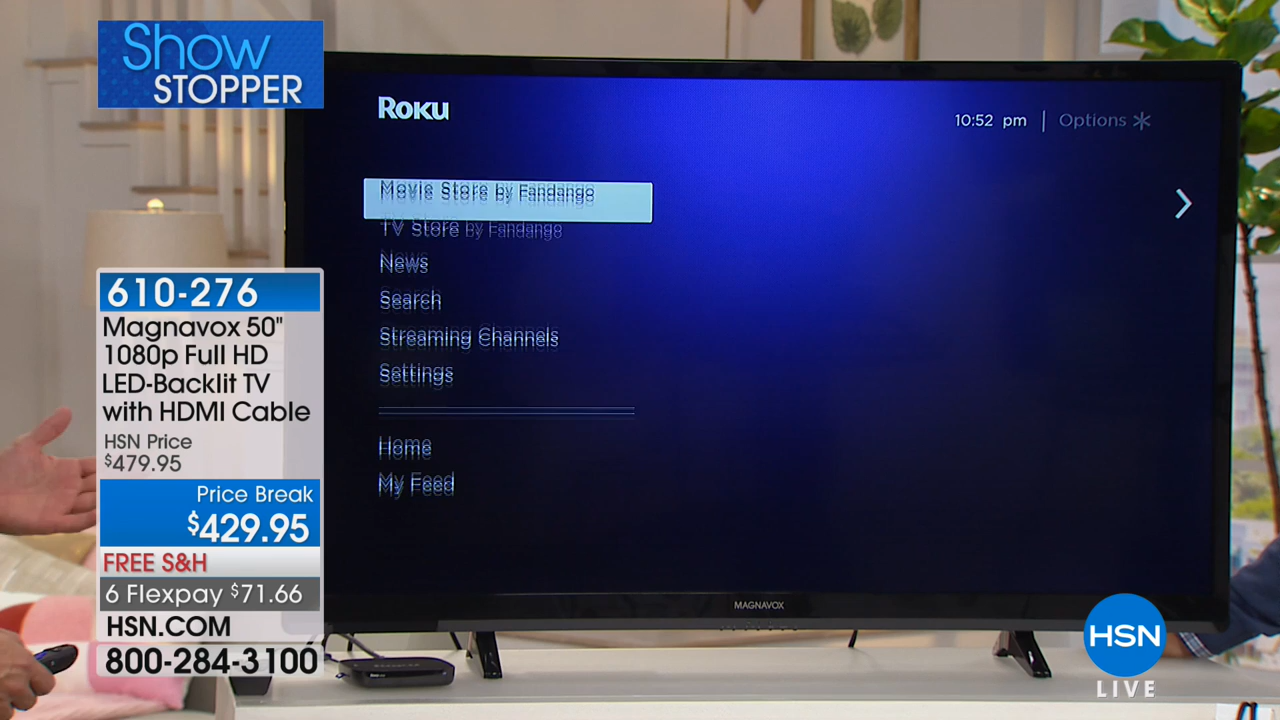 Show
STOPPER
Roku
10:52 pm | Options
Movie Store by Fandango
TV Store by Fandango
News
Search
Streaming Channels
Settings
Home
My Feed
610-276
Magnavox 50"
1080p Full HD
LED-Backlit TV
with HDMI Cable
HSN Price
$479.95
Price Break
$429.95
FREE S&H
6 Flexpay $71.66
HSN.COM
800-284-3100
MAGNAVOX
Roku
HSN
LIVE